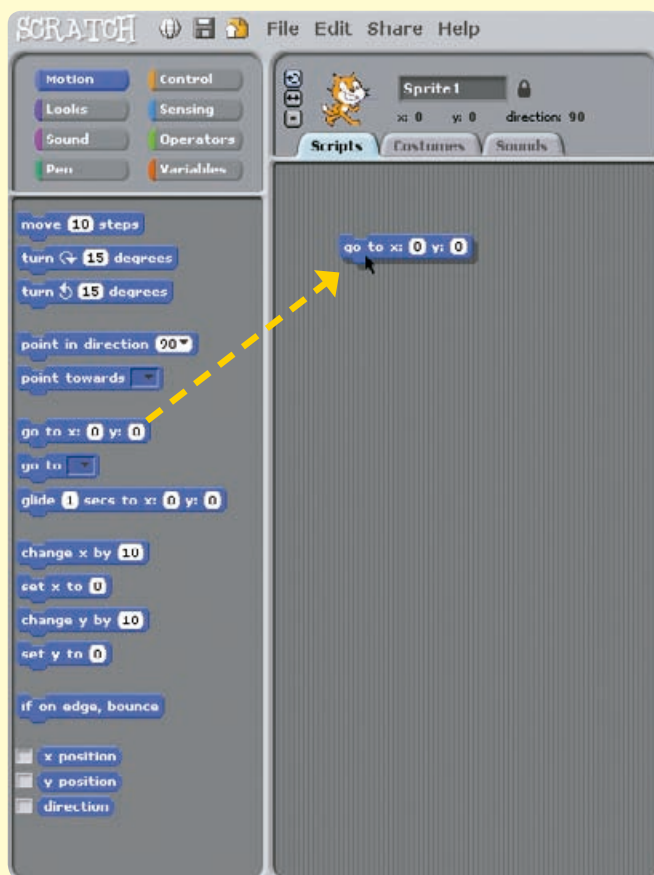 SCRATCH File Edit Share Help
Motion Control
Looks Sensing
Sound Operators
Pen Variables
Sprite1
x: 0 y: 0 direction: 90
Scripts Costumes Sounds
move 10 steps
turn 15 degrees
turn 15 degrees
point in direction 90
point towards
go to x: 0 y: 0
go to
glide 1 secs to x: 0 y: 0
change x by 10
set x to 0
change y by 10
set y to 0
if on edge, bounce
x position
y position
direction
go to x: 0 y: 0